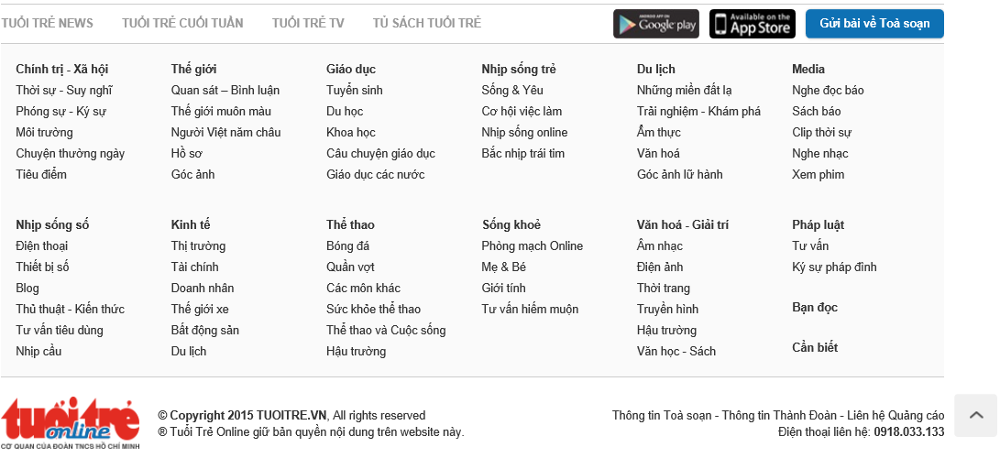 TUỔI TRẺ NEWS TUỔI TRẺ CUỐI TUẦN TUỔI TRẺ TV TỦ SÁCH TUỔI TRẺ ANDROID APP ON Google play Available on the App Store Gửi bài về Toà soạn
Chính trị - Xã hội
Thời sự - Suy nghĩ
Phóng sự - Ký sự
Môi trường
Chuyện thường ngày
Tiêu điểm
Thế giới
Quan sát – Bình luận
Thế giới muôn màu
Người Việt năm châu
Hồ sơ
Góc ảnh
Giáo dục
Tuyển sinh
Du học
Khoa học
Câu chuyện giáo dục
Giáo dục các nước
Nhịp sống trẻ
Sống & Yêu
Cơ hội việc làm
Nhịp sống online
Bắc nhịp trái tim
Du lịch
Những miền đất lạ
Trải nghiệm - Khám phá
Ẩm thực
Văn hoá
Góc ảnh lữ hành
Media
Nghe đọc báo
Sách báo
Clip thời sự
Nghe nhạc
Xem phim
Nhịp sống số
Điện thoại
Thiết bị số
Blog
Thủ thuật - Kiến thức
Tư vấn tiêu dùng
Nhịp cầu
Kinh tế
Thị trường
Tài chính
Doanh nhân
Thế giới xe
Bất động sản
Du lịch
Thể thao
Bóng đá
Quần vợt
Các môn khác
Sức khỏe thể thao
Thể thao và Cuộc sống
Hậu trường
Sống khoẻ
Phòng mạch Online
Mẹ & Bé
Giới tính
Tư vấn hiếm muộn
Văn hoá - Giải trí
Âm nhạc
Điện ảnh
Thời trang
Truyền hình
Hậu trường
Văn học - Sách
Pháp luật
Tư vấn
Ký sự pháp đình
Bạn đọc
Cần biết
tuổi trẻ
online
CƠ QUAN CỦA ĐOÀN TNCS HỒ CHÍ MINH
© Copyright 2015 TUOITRE.VN, All rights reserved
® Tuổi Trẻ Online giữ bản quyền nội dung trên website này.
Thông tin Toà soạn - Thông tin Thành Đoàn - Liên hệ Quảng cáo
Điện thoại liên hệ: 0918.033.133